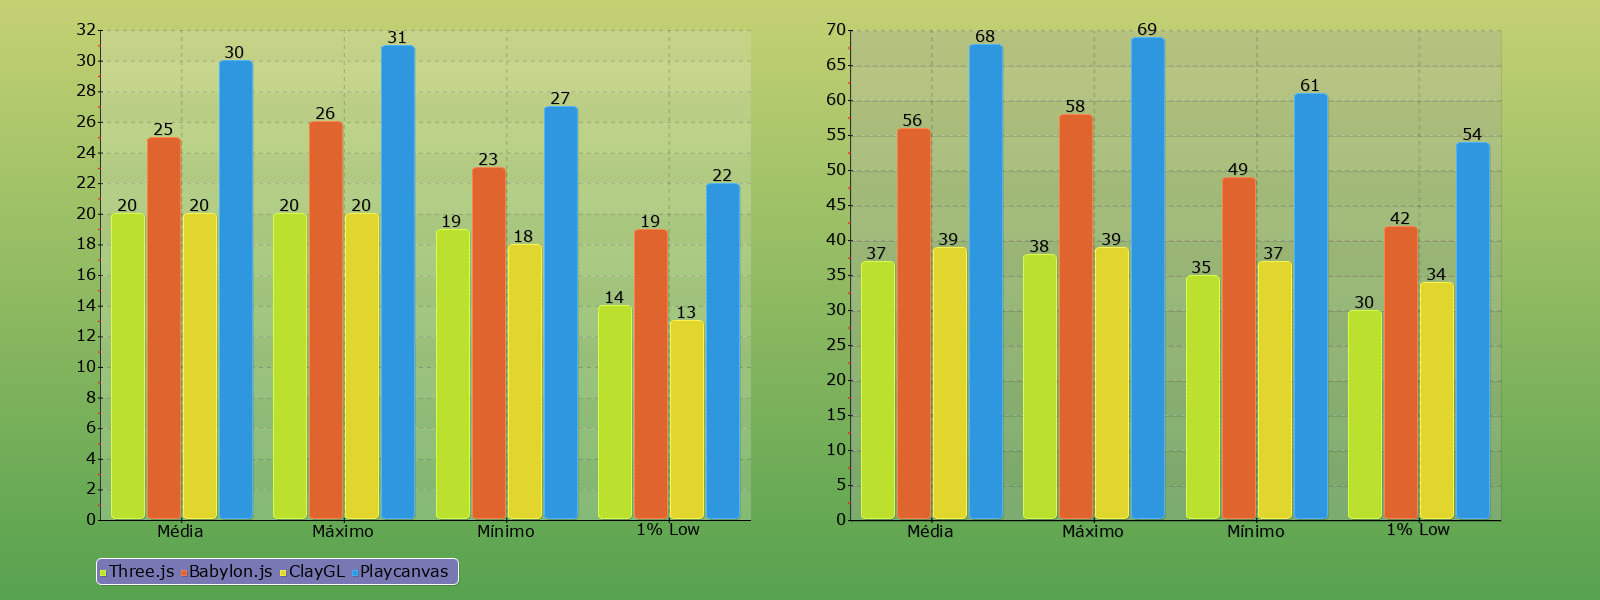 32
30
28
26
24
22
20
18
16
14
12
10
8
6
4
2
0
20 25 20 30
20 26 20 31
19 23 18 27
14 19 13 22
Média Máximo Mínimo 1% Low
70
65
60
55
50
45
40
35
30
25
20
15
10
5
0
37 56 39 68
38 58 39 69
35 49 37 61
30 42 34 54
Média Máximo Mínimo 1% Low
Three.js Babylon.js ClayGL Playcanvas